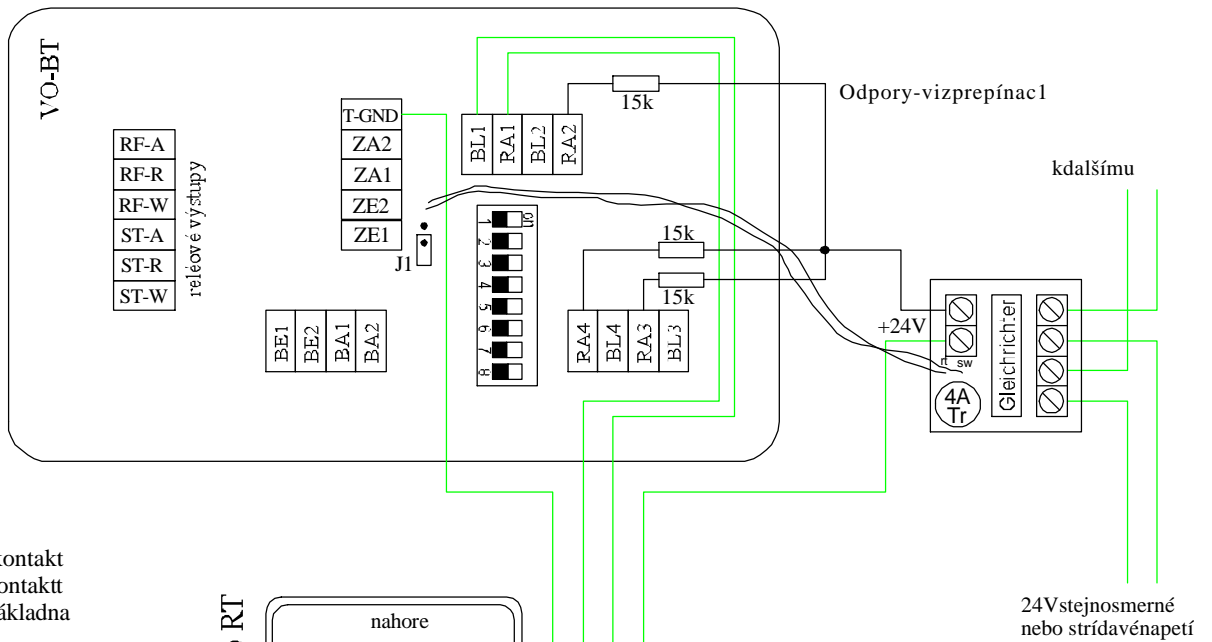 VO-BT
RF-A
RF-R
RF-W
ST-A
ST-R
ST-W
reléové výstupy
T-GND
ZA2
ZA1
ZE2
ZE1
J1
BE1
BE2
BA1
BA2
BL1
RA1
BL2
RA2
on
1
2
3
4
5
6
7
8
15k
15k
15k
RA4
BL4
RA3
BL3
Odpory-vizprepínac1
kdalšímu
+24V
rt sw
4A
Tr
Gleichrichter
24Vstejnosmerné
nebo strídavénapetí
kontakt
ontaktt
ákladna
RT
nahore